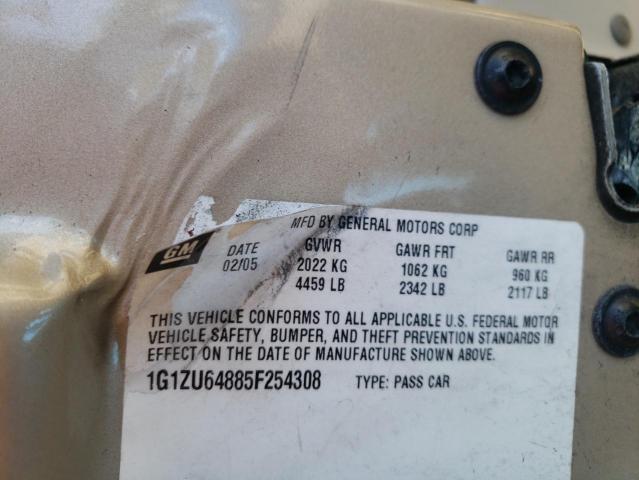 MFD BY GENERAL MOTORS CORP
GM DATE GVWR GAWR FRT GAWR RR
02/05 2022 KG 1062 KG 960 KG
4459 LB 2342 LB 2117 LB
THIS VEHICLE CONFORMS TO ALL APPLICABLE U.S. FEDERAL MOTOR
VEHICLE SAFETY, BUMPER, AND THEFT PREVENTION STANDARDS IN
EFFECT ON THE DATE OF MANUFACTURE SHOWN ABOVE.
1G1ZU64885F254308 TYPE: PASS CAR